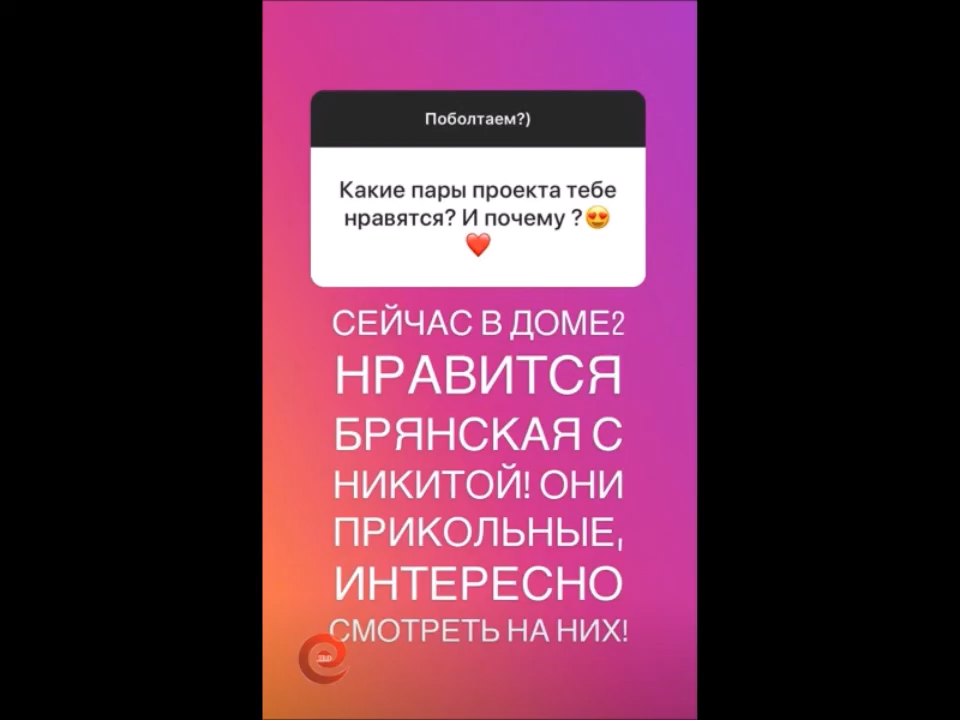 Поболтаем?)
Какие пары проекта тебе
нравятся? И почему ?😍
❤️
СЕЙЧАС В ДОМЕ2
НРАВИТСЯ
БРЯНСКАЯ С
НИКИТОЙ! ОНИ
ПРИКОЛЬНЫЕ,
ИНТЕРЕСНО
СМОТРЕТЬ НА НИХ!